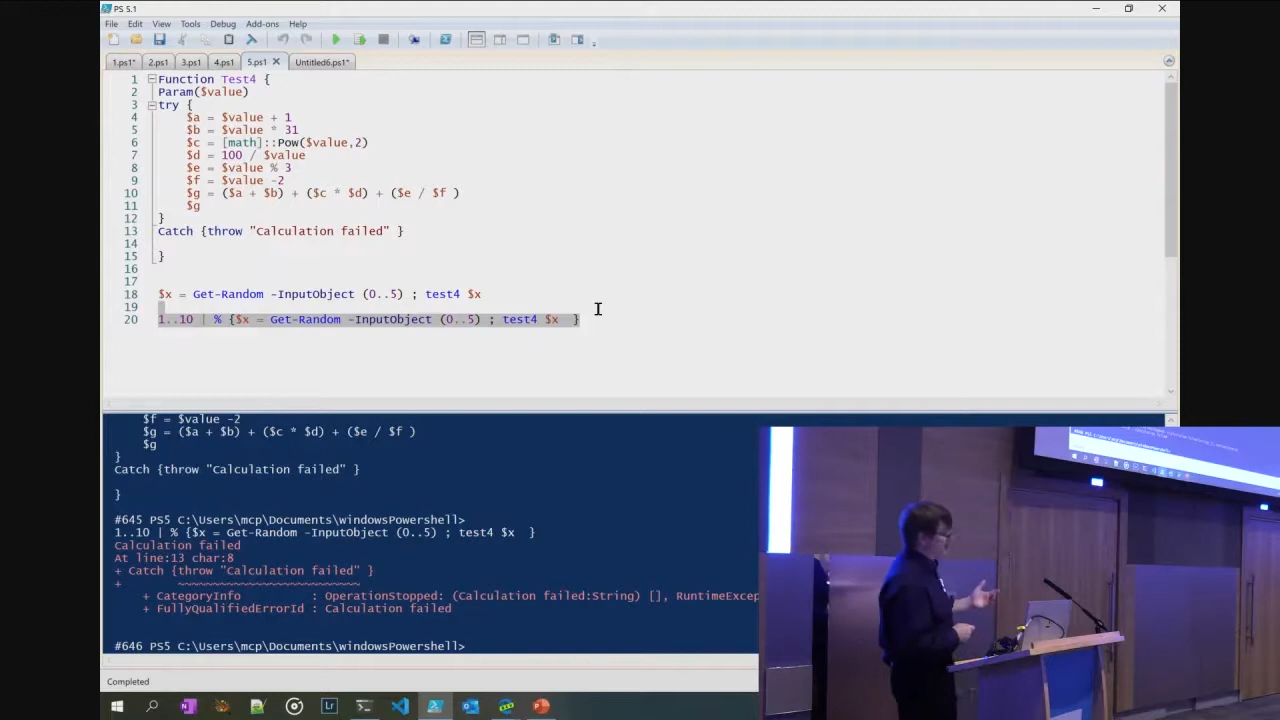 PS 5.1
File Edit View Tools Debug Add-ons Help
1.ps1* 2.ps1 3.ps1 4.ps1 5.ps1 Untitled6.ps1*
1 Function Test4 {
2 Param($value)
3 try {
4 $a = $value + 1
5 $b = $value * 31
6 $c = [math]::Pow($value,2)
7 $d = 100 / $value
8 $e = $value % 3
9 $f = $value -2
10 $g = ($a + $b) + ($c * $d) + ($e / $f )
11 $g
12 }
13 Catch {throw "Calculation failed" }
14
15 }
16
17
18 $x = Get-Random -InputObject (0..5) ; test4 $x
19
20 1..10 | % {$x = Get-Random -InputObject (0..5) ; test4 $x }
$f = $value -2
$g = ($a + $b) + ($c * $d) + ($e / $f )
$g
}
Catch {throw "Calculation failed" }
}
#645 PS5 C:\Users\mcp\Documents\windowsPowershell>
1..10 | % {$x = Get-Random -InputObject (0..5) ; test4 $x }
Calculation failed
At line:13 char:8
+ Catch {throw "Calculation failed" }
+ ~~~~~~~~~~~~~~~~~~~~~~~~~~
+ CategoryInfo : OperationStopped: (Calculation failed:String) [], RuntimeExcep
+ FullyQualifiedErrorId : Calculation failed
#646 PS5 C:\Users\mcp\Documents\windowsPowershell>
Completed
Lr